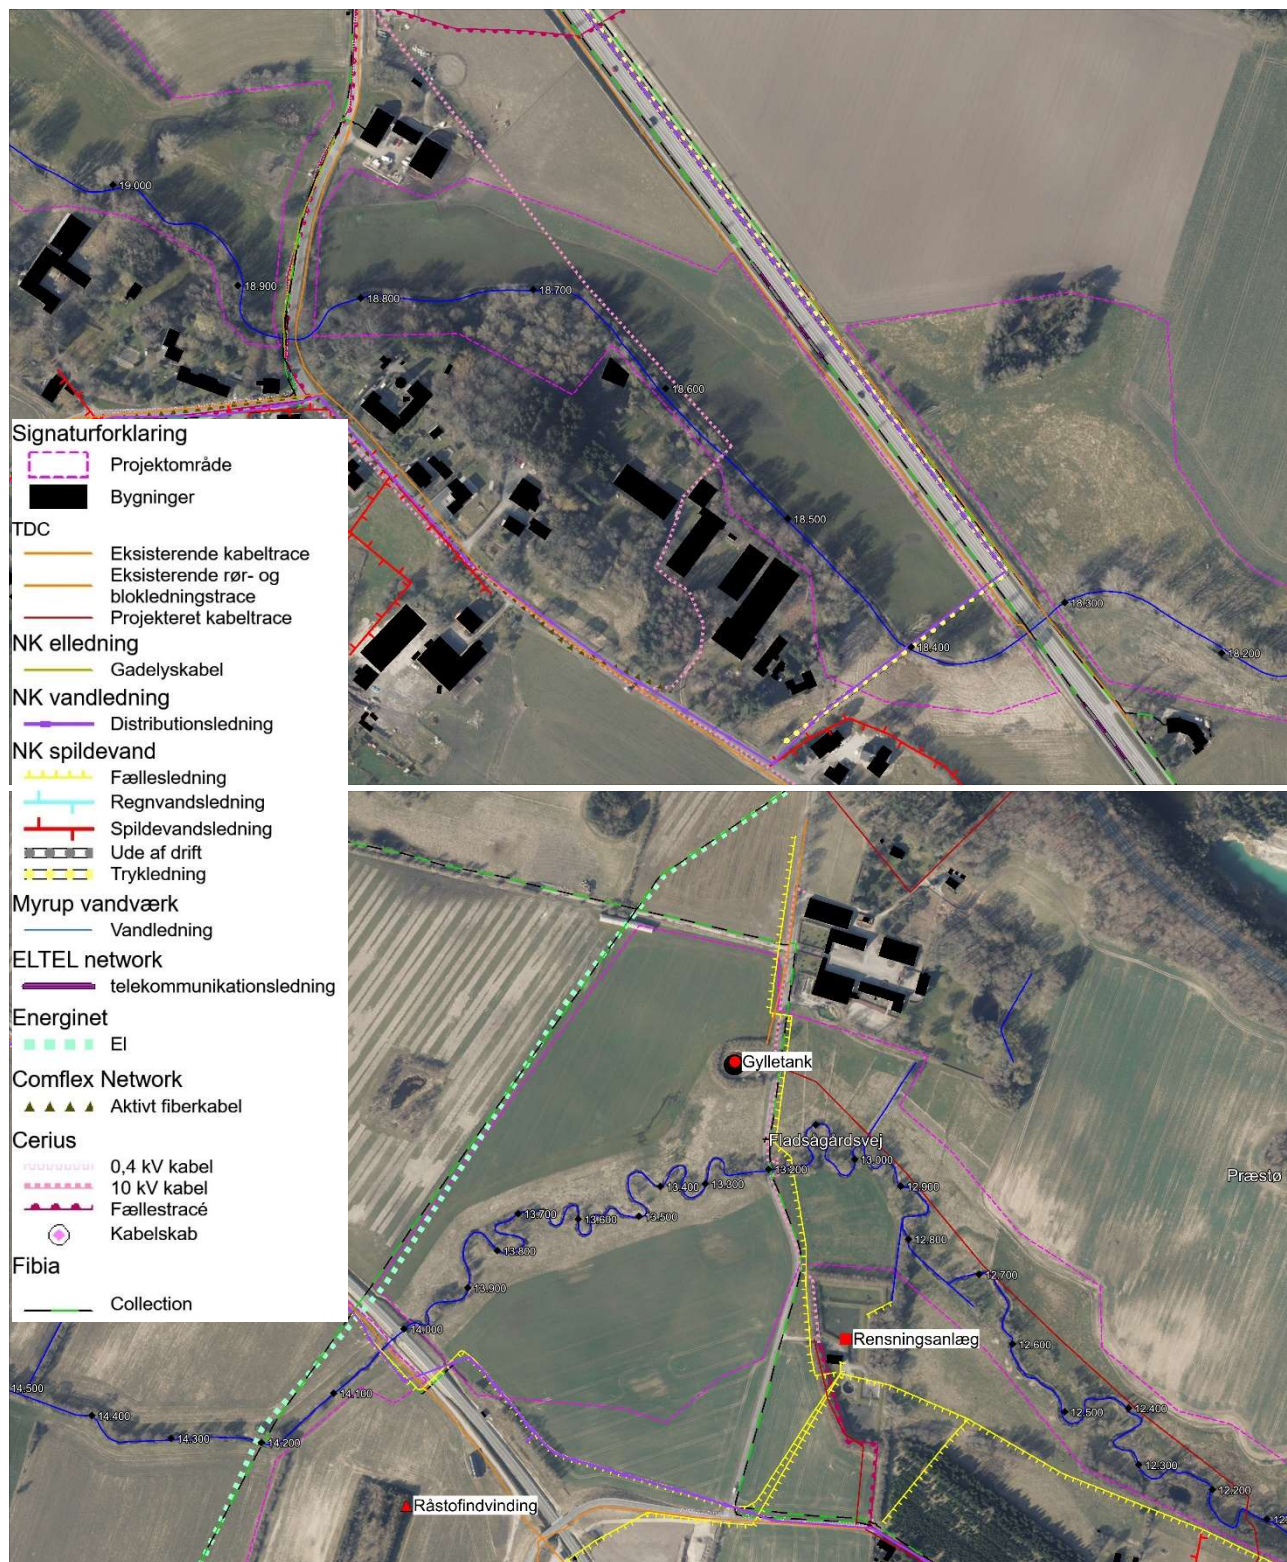 19.000
18.900
18.800
18.700
18.600
18.500
18.400
18.300
18.200
Signaturforklaring
Projektområde
Bygninger
TDC
Eksisterende kabeltrace
Eksisterende rør- og
blokledningstrace
Projekteret kabeltrace
NK elledning
Gadelyskabel
NK vandledning
Distributionsledning
NK spildevand
Fællesledning
Regnvandsledning
Spildevandsledning
Ude af drift
Trykledning
Myrup vandværk
Vandledning
ELTEL network
telekommunikationsledning
Energinet
El
Comflex Network
Aktivt fiberkabel
Cerius
0,4 kV kabel
10 kV kabel
Fællestracé
Kabelskab
Fibia
Collection
Gylletank
Fladsågårdsvej
13.000
13.200
Præstø
12.900
13.400
13.300
13.700
13.600
13.500
12.800
13.800
12.700
13.900
14.000
Rensningsanlæg
12.600
14.500
14.100
14.400
12.500
12.400
14.300
14.200
12.300
12.200
Råstofindvinding